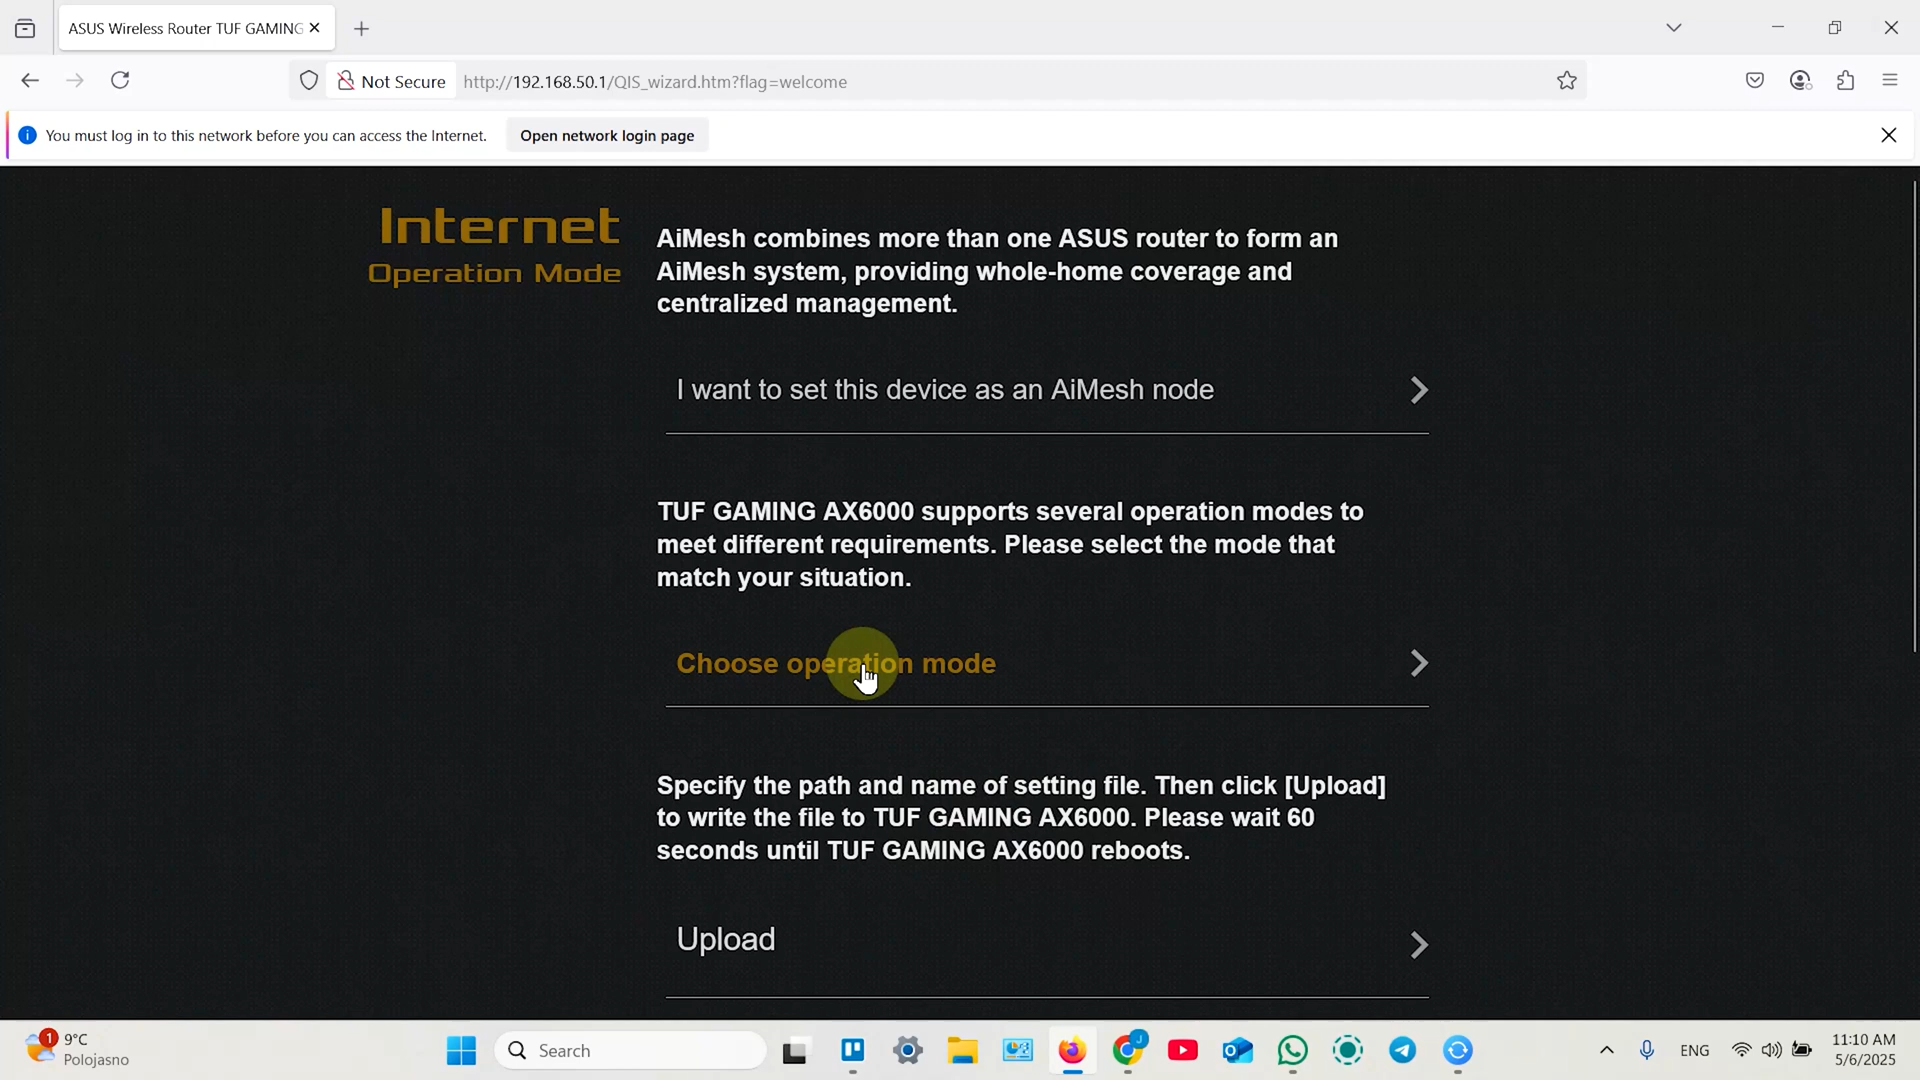 ASUS Wireless Router TUF GAMING
Not Secure
http://192.168.50.1/QIS_wizard.htm?flag=welcome
You must log in to this network before you can access the Internet.
Open network login page
Internet
Operation Mode
AiMesh combines more than one ASUS router to form an
AiMesh system, providing whole-home coverage and
centralized management.
I want to set this device as an AiMesh node
TUF GAMING AX6000 supports several operation modes to
meet different requirements. Please select the mode that
match your situation.
Choose operation mode
Specify the path and name of setting file. Then click [Upload]
to write the file to TUF GAMING AX6000. Please wait 60
seconds until TUF GAMING AX6000 reboots.
Upload
1
9°C
Polojasno
Search
J
ENG
11:10 AM
5/6/2025